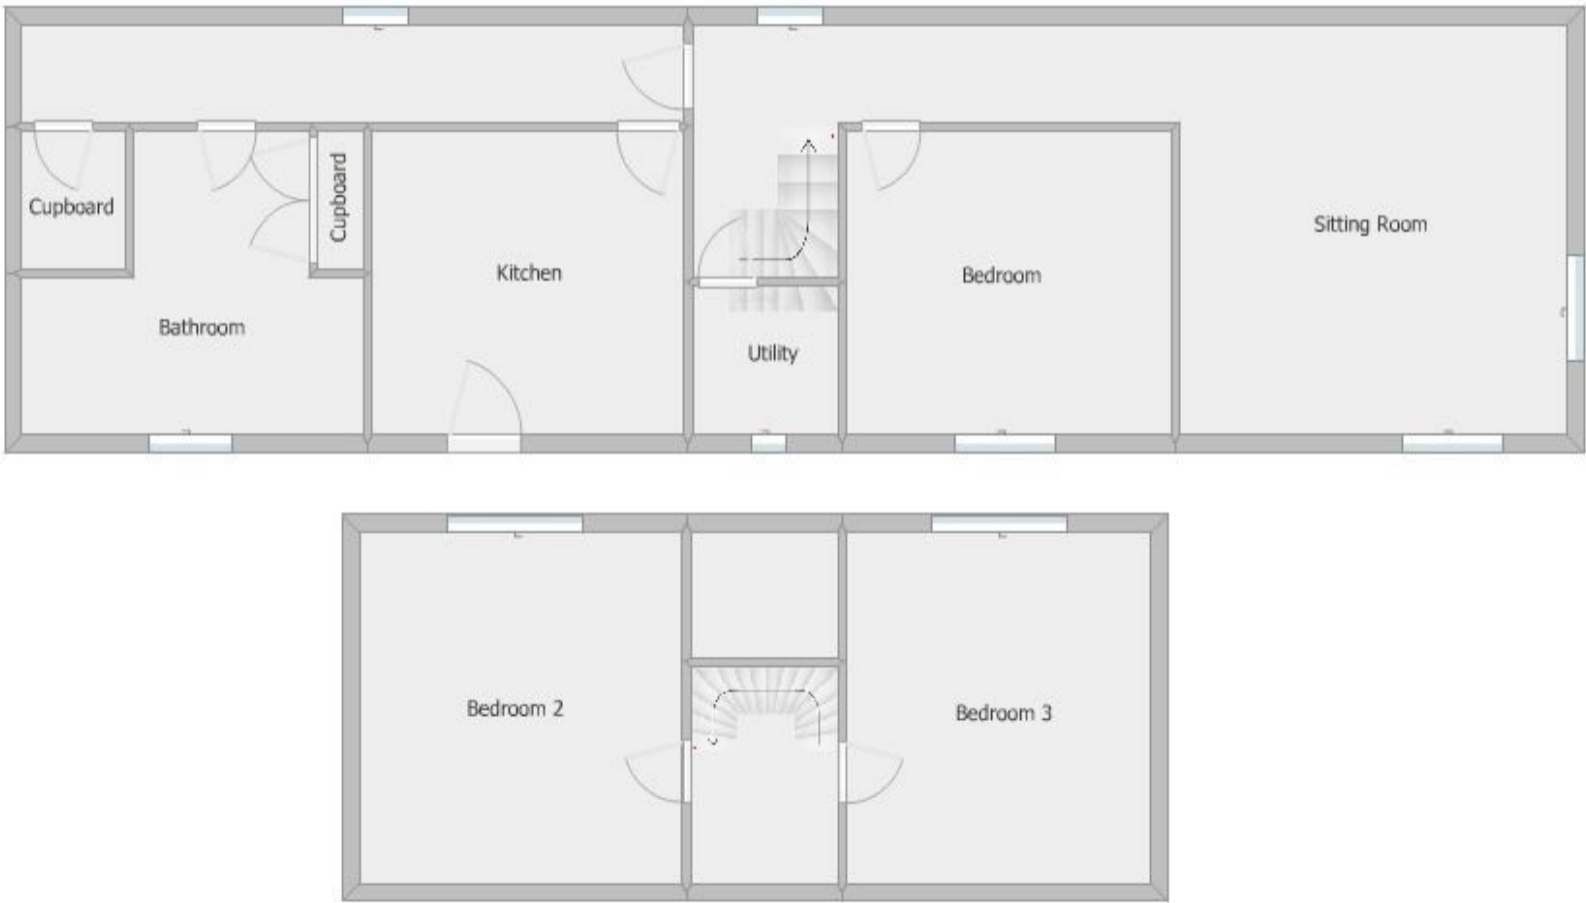 Cupboard
Cupboard
Sitting Room
Kitchen
Bedroom
Bathroom
Utility
Bedroom 2
Bedroom 3